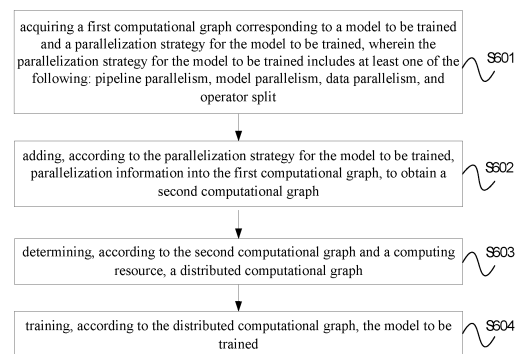 acquiring a first computational graph corresponding to a model to be trained
and a parallelization strategy for the model to be trained, wherein the
parallelization strategy for the model to be trained includes at least one of the
following: pipeline parallelism, model parallelism, data parallelism, and
operator split
S601
adding, according to the parallelization strategy for the model to be trained,
parallelization information into the first computational graph, to obtain a
second computational graph
S602
determining, according to the second computational graph and a computing
resource, a distributed computational graph
S603
training, according to the distributed computational graph, the model to be
trained
S604